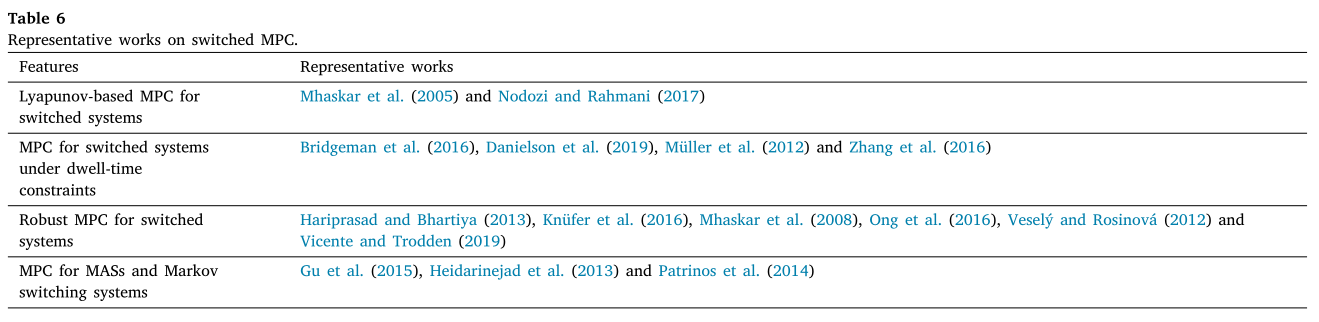 Table 6
Representative works on switched MPC.
Features Representative works
Lyapunov-based MPC for Mhaskar et al. (2005) and Nodozi and Rahmani (2017)
switched systems
MPC for switched systems Bridgeman et al. (2016), Danielson et al. (2019), Müller et al. (2012) and Zhang et al. (2016)
under dwell-time
constraints
Robust MPC for switched Hariprasad and Bhartiya (2013), Knüfer et al. (2016), Mhaskar et al. (2008), Ong et al. (2016), Veselý and Rosinová (2012) and
systems Vicente and Trodden (2019)
MPC for MASs and Markov Gu et al. (2015), Heidarinejad et al. (2013) and Patrinos et al. (2014)
switching systems